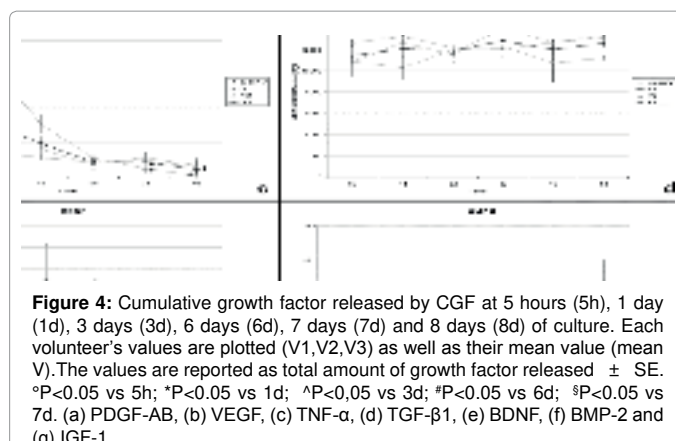 c
d
Figure 4: Cumulative growth factor released by CGF at 5 hours (5h), 1 day
(1d), 3 days (3d), 6 days (6d), 7 days (7d) and 8 days (8d) of culture. Each
volunteer's values are plotted (V1,V2,V3) as well as their mean value (mean
V).The values are reported as total amount of growth factor released ± SE.
°P<0.05 vs 5h; *P<0.05 vs 1d; ^P<0,05 vs 3d; #P<0.05 vs 6d; §P<0.05 vs
7d. (a) PDGF-AB, (b) VEGF, (c) TNF-α, (d) TGF-β1, (e) BDNF, (f) BMP-2 and
(g) IGF-1